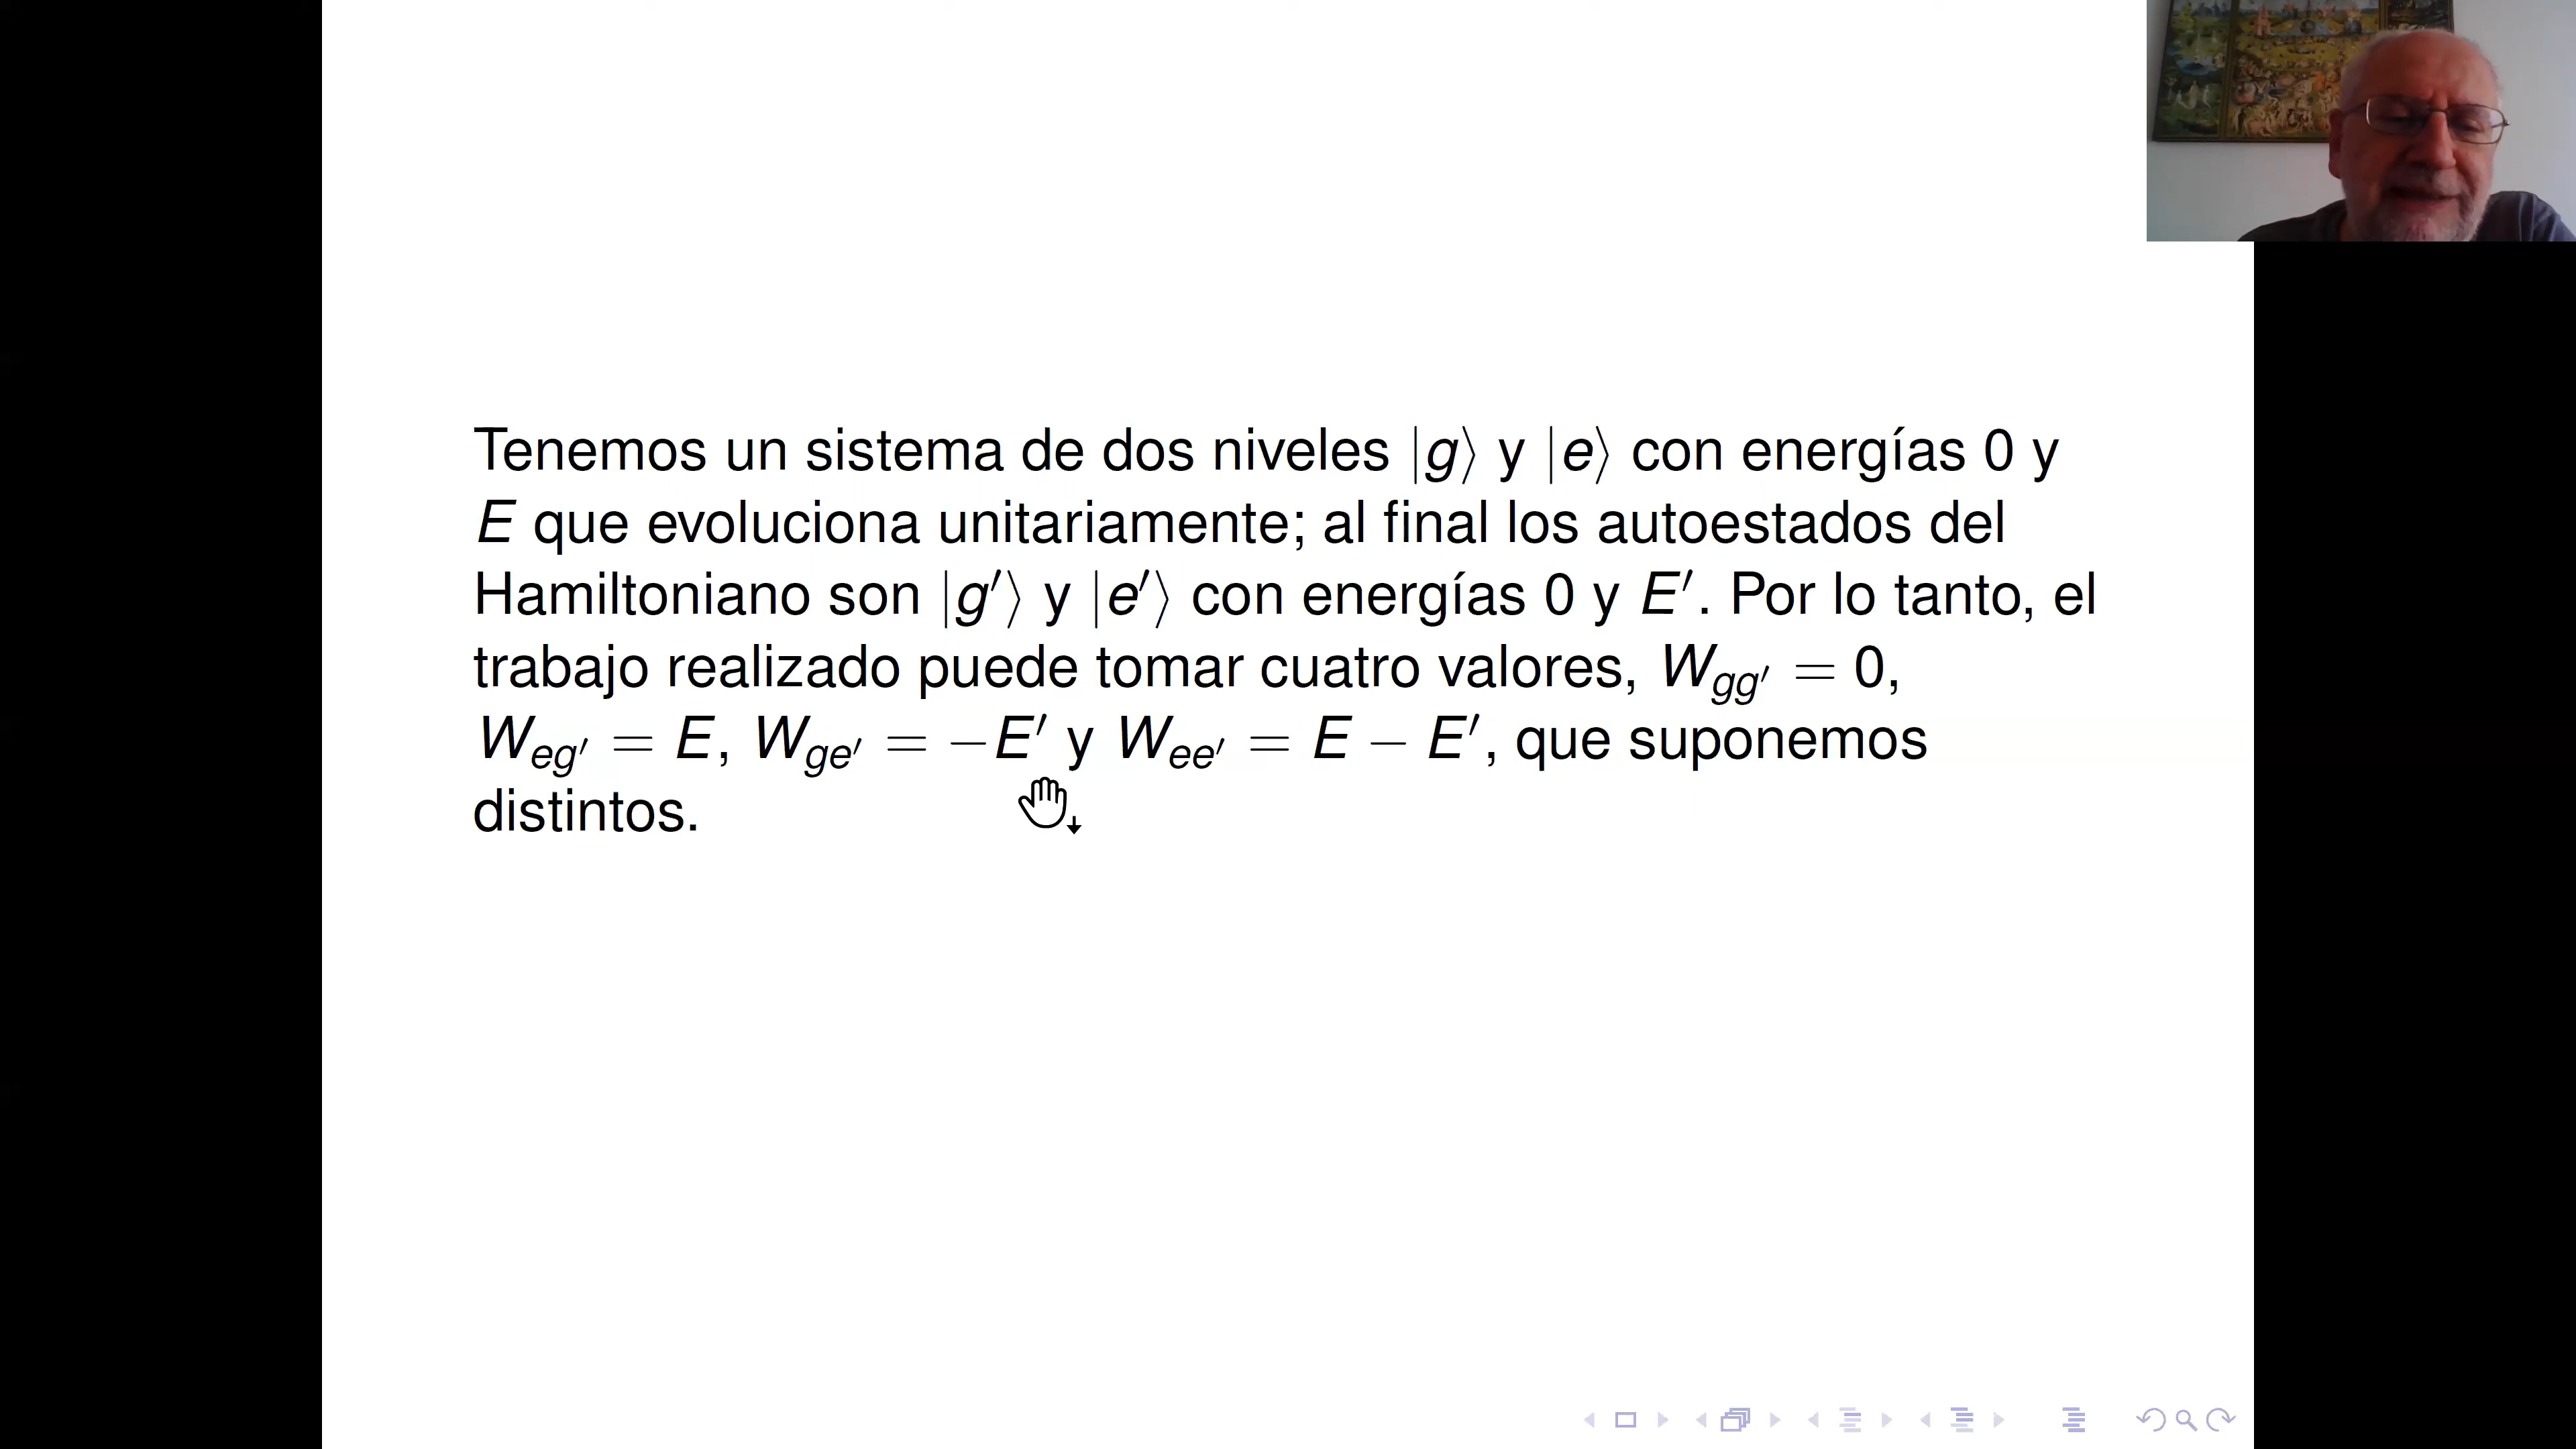 Tenemos un sistema de dos niveles |g⟩ y |e⟩ con energías 0 y
E que evoluciona unitariamente; al final los autoestados del
Hamiltoniano son |g′⟩ y |e′⟩ con energías 0 y E′. Por lo tanto, el
trabajo realizado puede tomar cuatro valores, W_{gg′} = 0,
W_{eg′} = E, W_{ge′} = −E′ y W_{ee′} = E − E′, que suponemos
distintos.